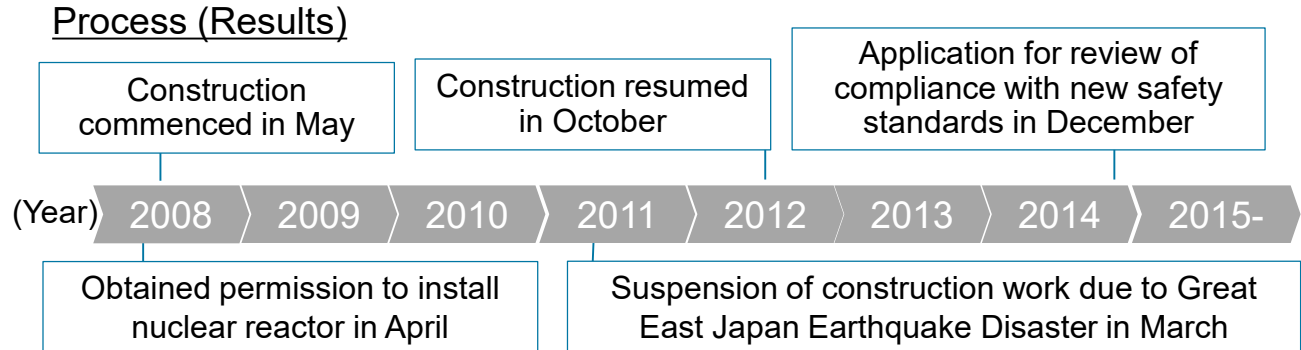 Process (Results)
Construction
commenced in May
Construction resumed
in October
Application for review of
compliance with new safety
standards in December
(Year) 2008 2009 2010 2011 2012 2013 2014 2015-
Obtained permission to install
nuclear reactor in April
Suspension of construction work due to Great
East Japan Earthquake Disaster in March